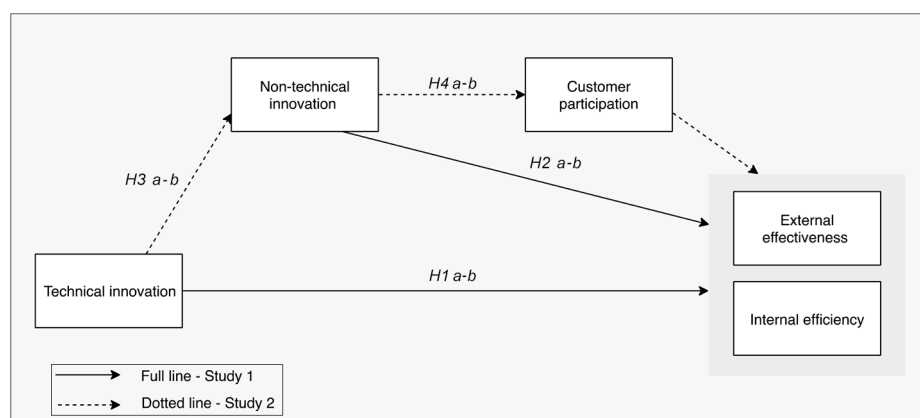 Non-technical
innovation
H4 a-b
Customer
participation
H3 a-b
H2 a-b
External
effectiveness
Technical innovation
H1 a-b
Internal efficiency
Full line - Study 1
Dotted line - Study 2